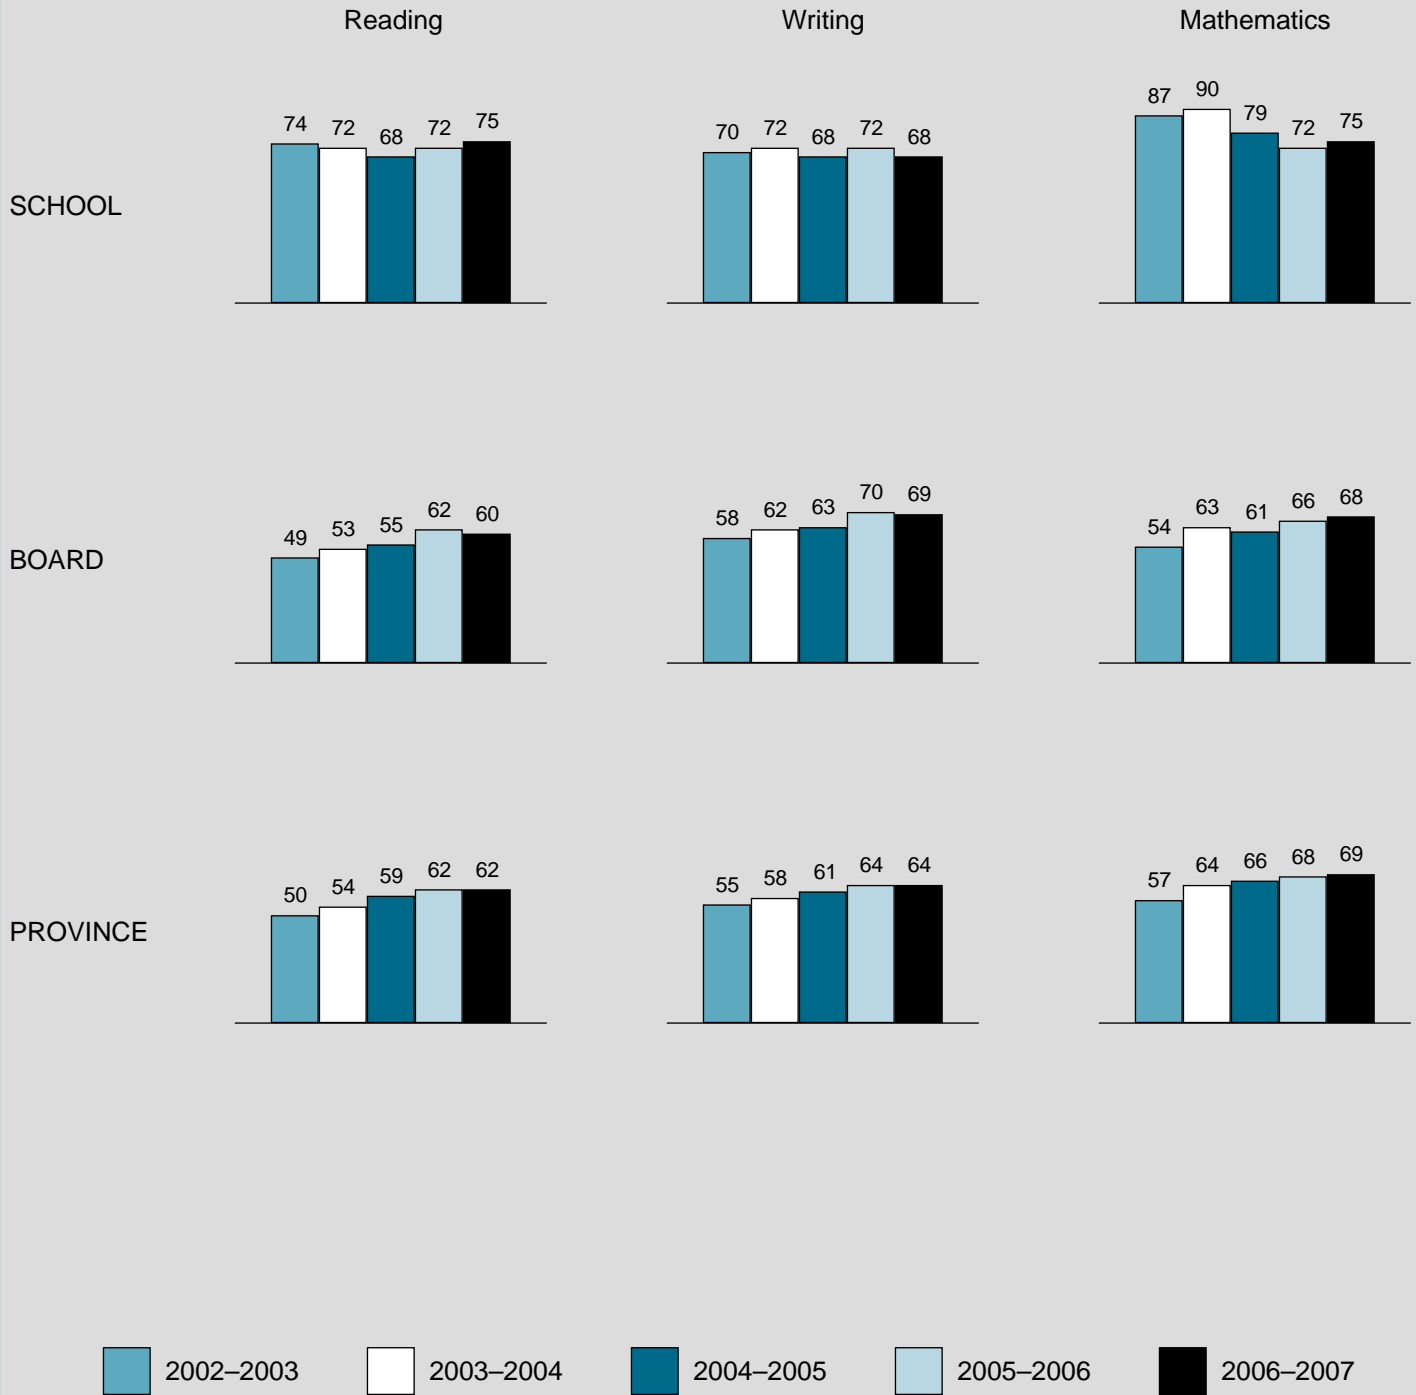 Reading Writing Mathematics
74 72 68 72 75
70 72 68 72 68
87 90 79 72 75
SCHOOL
49 53 55 62 60
58 62 63 70 69
54 63 61 66 68
BOARD
50 54 59 62 62
55 58 61 64 64
57 64 66 68 69
PROVINCE
2002–2003 2003–2004 2004–2005 2005–2006 2006–2007